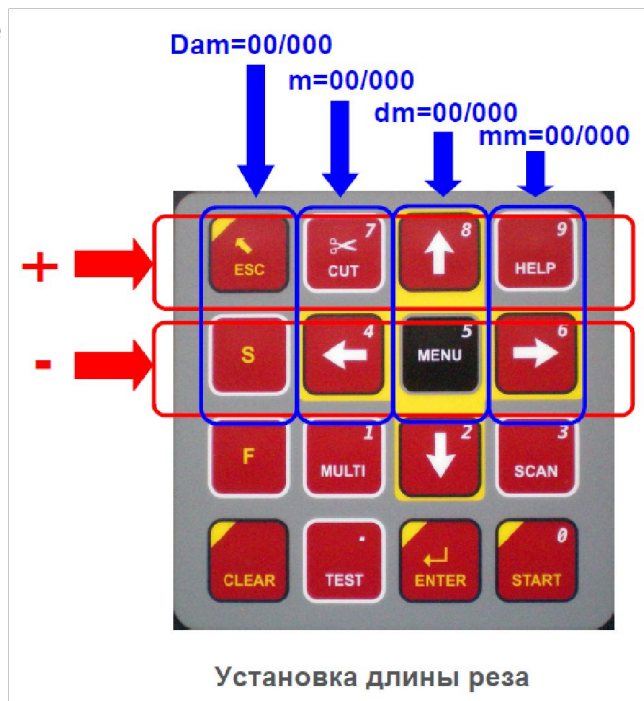 Dam=00/000
m=00/000
dm=00/000
mm=00/000
+
-
ESC
7
CUT
8
9
HELP
S
4
5
MENU
6
F
1
MULTI
2
3
SCAN
CLEAR
.
TEST
ENTER
0
START
Установка длины реза